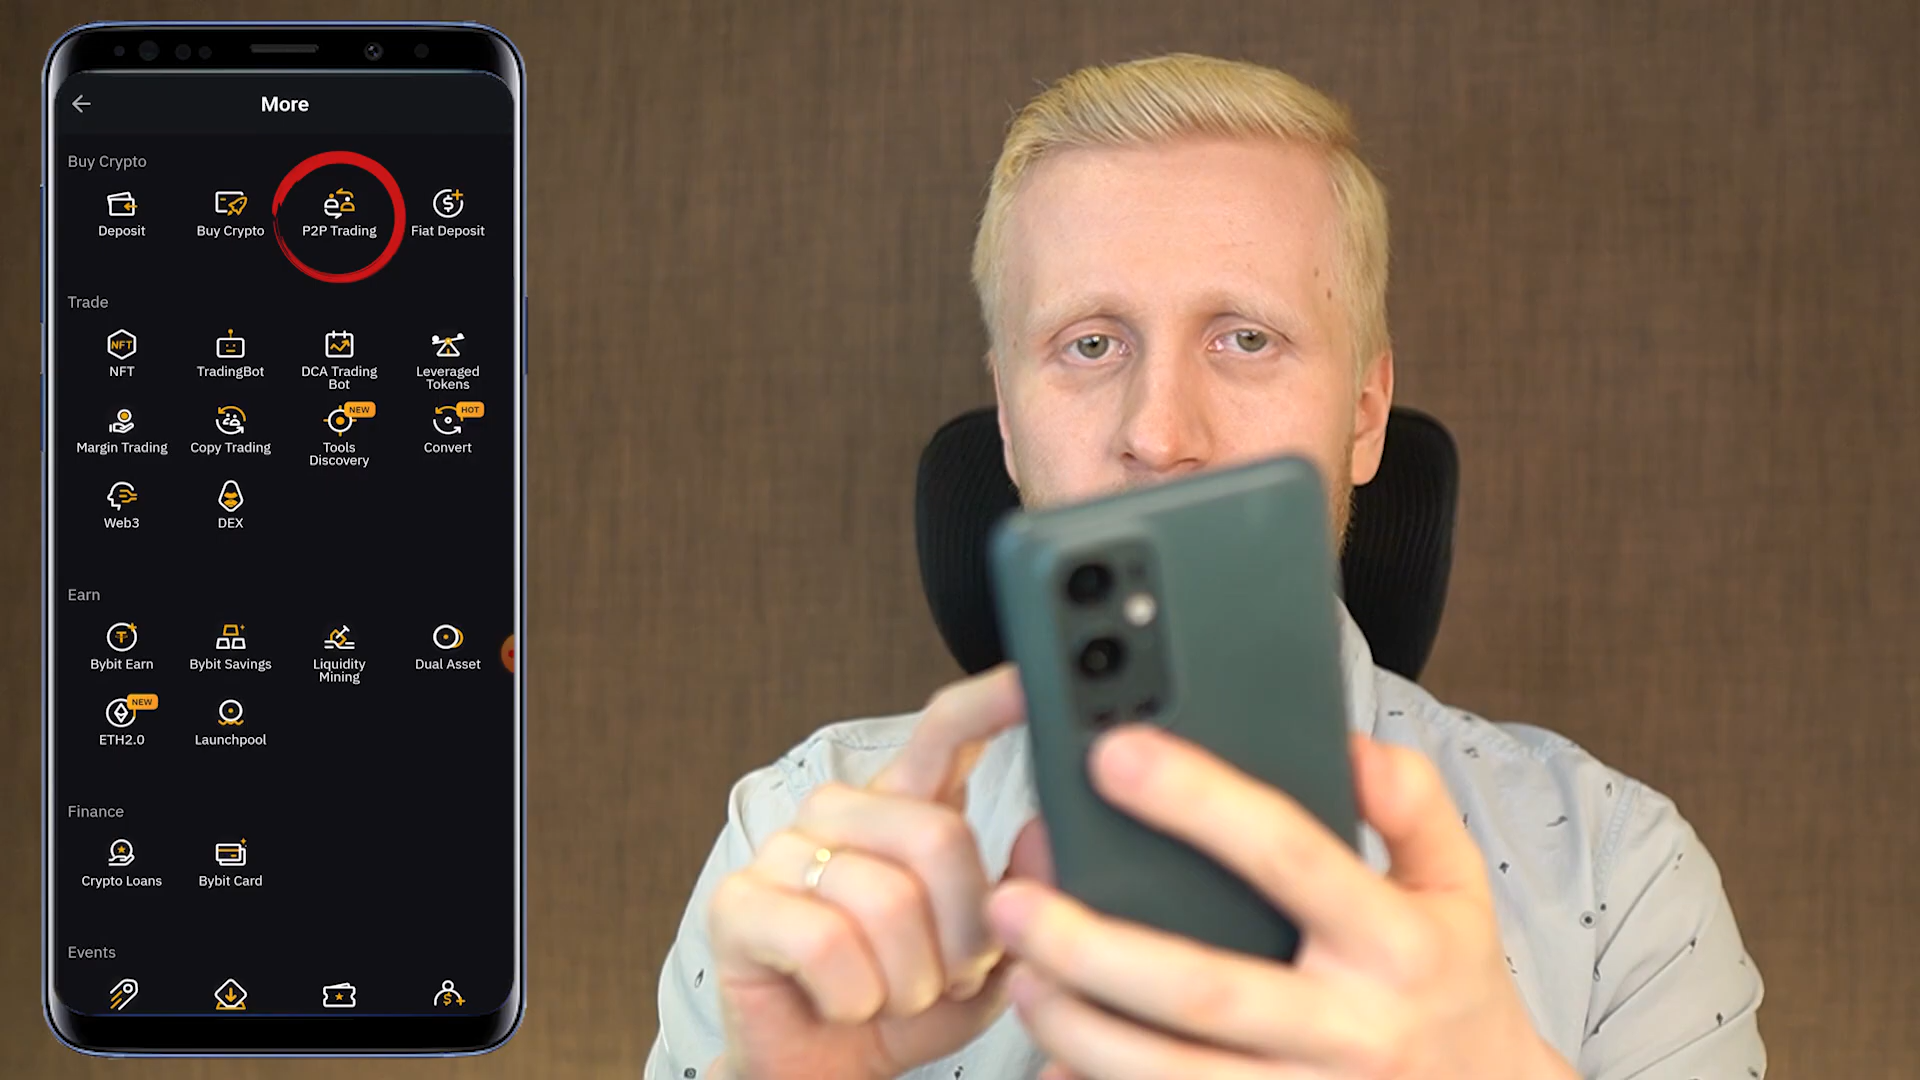 More
Buy Crypto
Deposit
Buy Crypto
P2P Trading
Fiat Deposit
Trade
NFT
NFT
TradingBot
DCA Trading
Bot
Leveraged
Tokens
NEW
HOT
Margin Trading
Copy Trading
Tools
Discovery
Convert
Web3
DEX
Earn
Bybit Earn
Bybit Savings
Liquidity
Mining
Dual Asset
NEW
ETH2.0
Launchpool
Finance
Crypto Loans
Bybit Card
Events